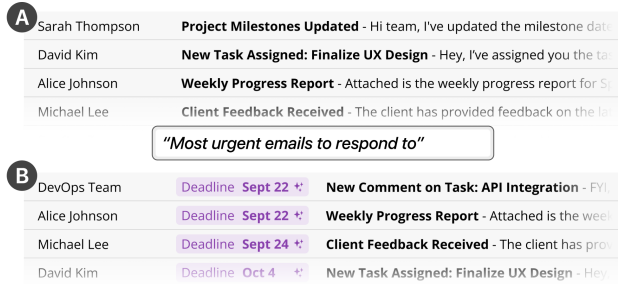 A
Sarah Thompson Project Milestones Updated - Hi team, I've updated the milestone date
David Kim New Task Assigned: Finalize UX Design - Hey, I've assigned you the tas
Alice Johnson Weekly Progress Report - Attached is the weekly progress report for Sp
Michael Lee Client Feedback Received - The client has provided feedback on the la
"Most urgent emails to respond to"
B
DevOps Team Deadline Sept 22 New Comment on Task: API Integration - FYI,
Alice Johnson Deadline Sept 22 Weekly Progress Report - Attached is the week
Michael Lee Deadline Sept 24 Client Feedback Received - The client has prov
David Kim Deadline Oct 4 New Task Assigned: Finalize UX Design - Hey,